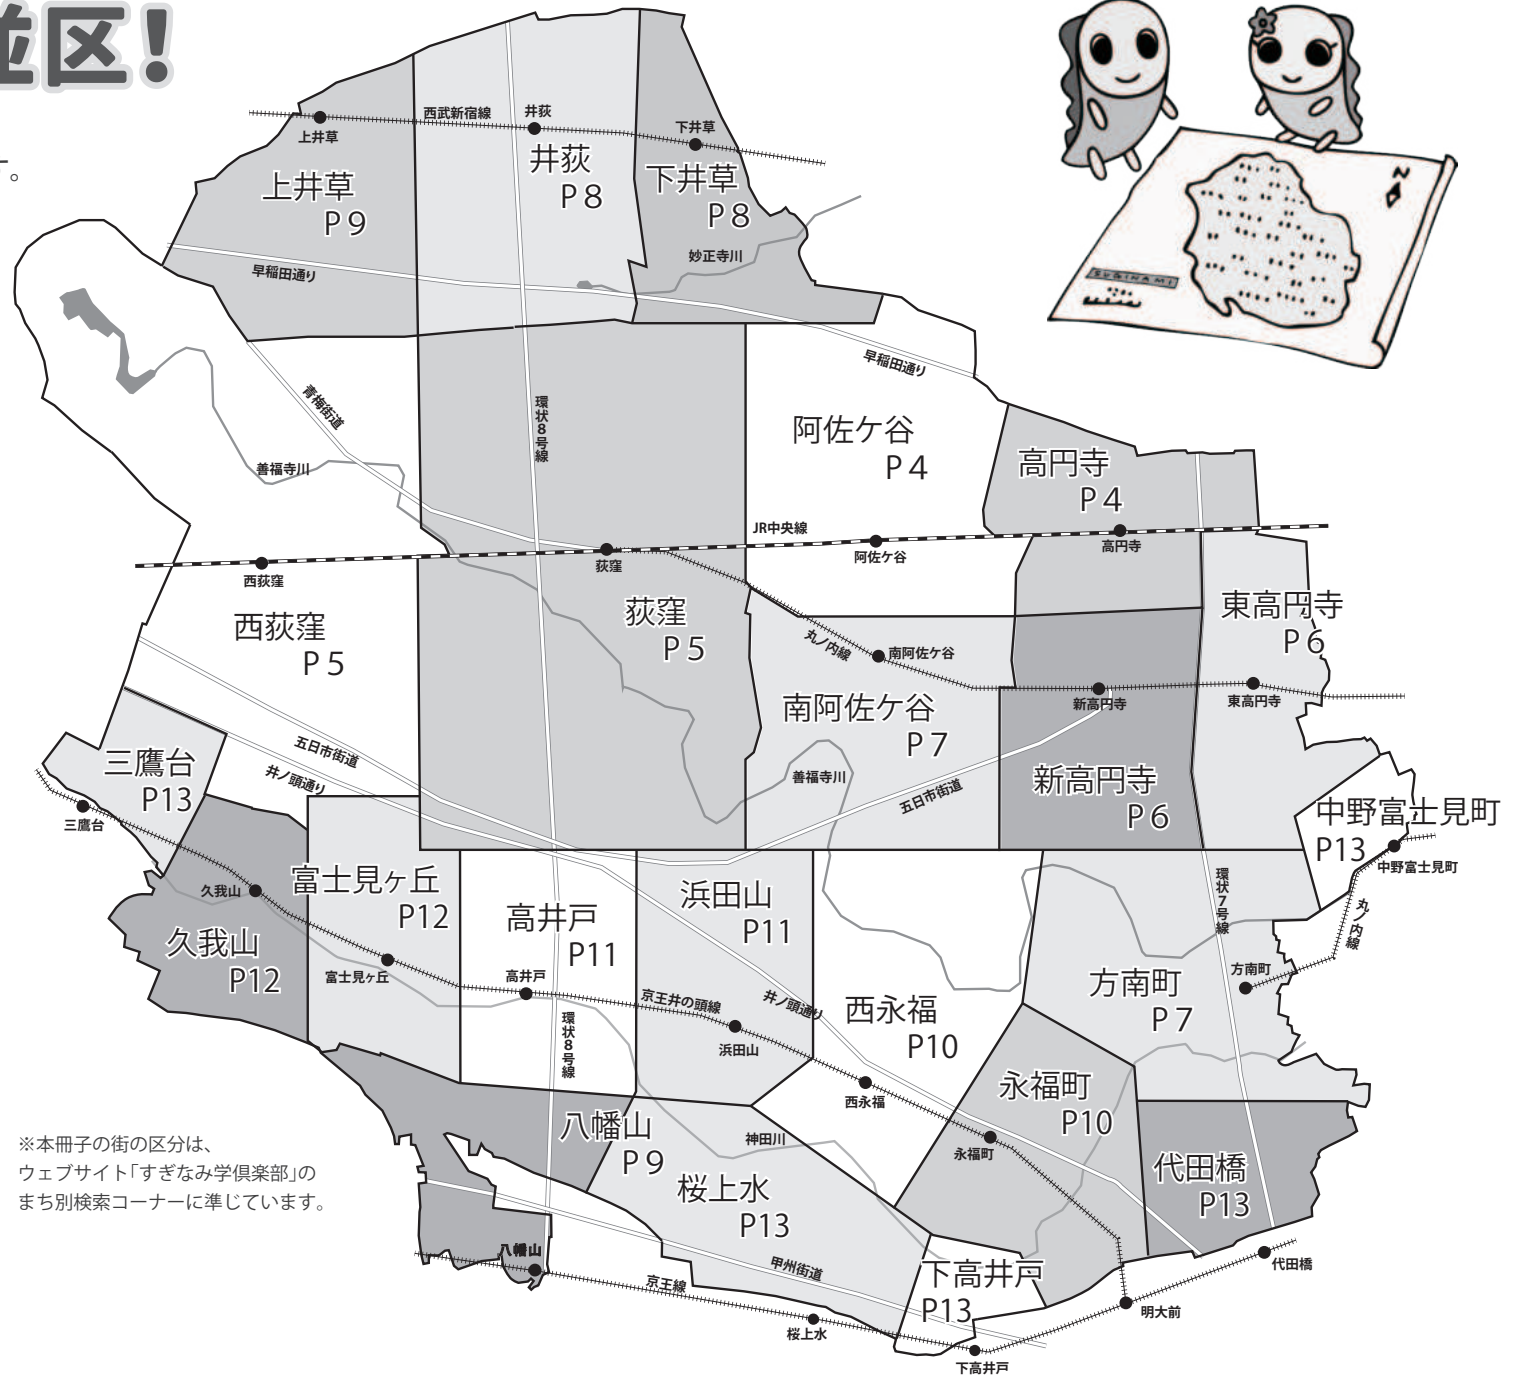 並区！
す。
上井草
西武新宿線
井荻
下井草
上井草
P9
井荻
P8
下井草
P8
早稲田通り
妙正寺川
N
SUGINAMI
青梅街道
善福寺川
環状8号線
早稲田通り
阿佐ケ谷
P4
高円寺
P4
JR中央線
西荻窪
荻窪
阿佐ケ谷
高円寺
西荻窪
P5
荻窪
P5
丸ノ内線
南阿佐ケ谷
東高円寺
P6
新高円寺
東高円寺
南阿佐ケ谷
P7
五日市街道
井ノ頭通り
善福寺川
五日市街道
新高円寺
P6
三鷹台
P13
三鷹台
中野富士見町
P13
中野富士見町
丸ノ内線
環状7号線
久我山
富士見ヶ丘
P12
久我山
P12
富士見ヶ丘
高井戸
P11
高井戸
浜田山
P11
京王井の頭線
井ノ頭通り
浜田山
環状8号線
西永福
P10
西永福
方南町
方南町
P7
永福町
P10
永福町
八幡山
P9
神田川
桜上水
P13
代田橋
P13
※本冊子の街の区分は、
ウェブサイト「すぎなみ学倶楽部」の
まち別検索コーナーに準じています。
八幡山
京王線
甲州街道
下高井戸
P13
代田橋
明大前
桜上水
下高井戸